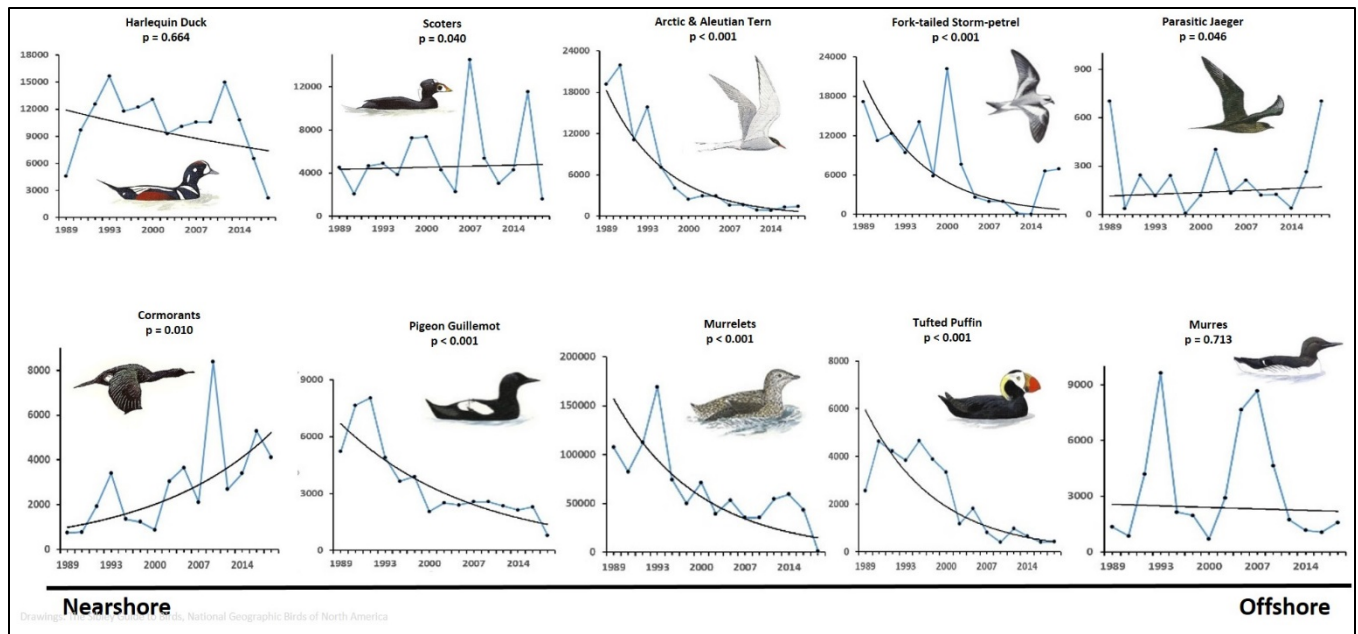 Harlequin Duck
p = 0.664
18000
15000
12000
9000
6000
3000
0
1989 1993 2000 2007 2014
Scoters
p = 0.040
12000
8000
4000
0
1989 1993 2000 2007 2014
Arctic & Aleutian Tern
p < 0.001
24000
18000
12000
6000
0
1989 1993 2000 2007 2014
Fork-tailed Storm-petrel
p < 0.001
24000
18000
12000
6000
0
1989 1993 2000 2007 2014
Parasitic Jaeger
p = 0.046
900
600
300
0
1989 1993 2000 2007 2014
Cormorants
p = 0.010
8000
6000
4000
2000
0
1989 1993 2000 2007 2014
Pigeon Guillemot
p < 0.001
9000
6000
3000
0
1989 1993 2000 2007 2014
Murrelets
p < 0.001
200000
150000
100000
50000
0
1989 1993 2000 2007 2014
Tufted Puffin
p < 0.001
8000
6000
4000
2000
0
1989 1993 2000 2007 2014
Murres
p = 0.713
9000
6000
3000
0
1989 1993 2000 2007 2014
Nearshore
Offshore
Drawings: The Sibley Guide to Birds, National Geographic Birds of North America